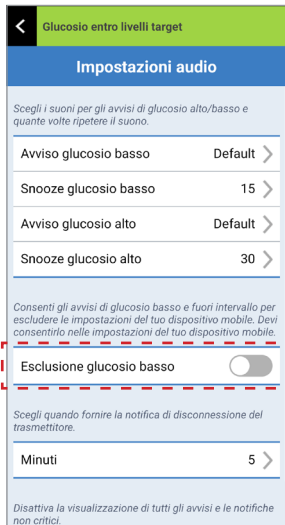 Glucosio entro livelli target
Impostazioni audio
Scegli i suoni per gli avvisi di glucosio alto/basso e
quante volte ripetere il suono.
Avviso glucosio basso Default
Snooze glucosio basso 15
Avviso glucosio alto Default
Snooze glucosio alto 30
Consenti gli avvisi di glucosio basso e fuori intervallo per
escludere le impostazioni del tuo dispositivo mobile. Devi
consentirlo nelle impostazioni del tuo dispositivo mobile.
Esclusione glucosio basso
Scegli quando fornire la notifica di disconnessione del
trasmettitore.
Minuti 5
Disattiva la visualizzazione di tutti gli avvisi e le notifiche
non critici.